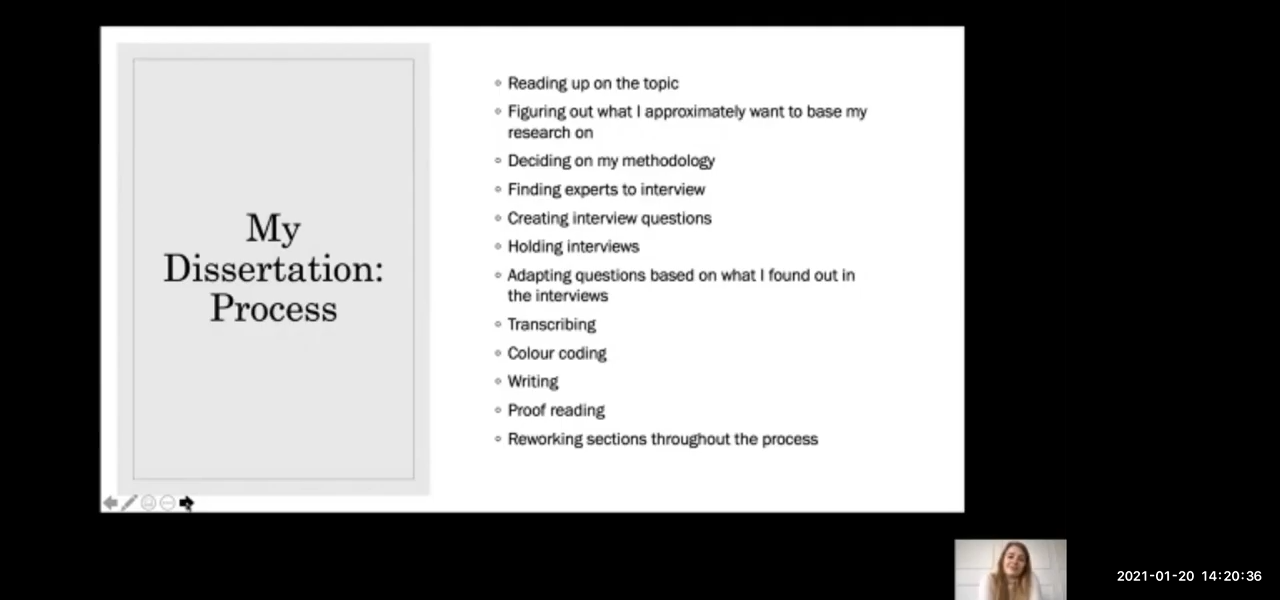 My
Dissertation:
Process
Reading up on the topic
Figuring out what I approximately want to base my
research on
Deciding on my methodology
Finding experts to interview
Creating interview questions
Holding interviews
Adapting questions based on what I found out in
the interviews
Transcribing
Colour coding
Writing
Proof reading
Reworking sections throughout the process
2021-01-20 14:20:36